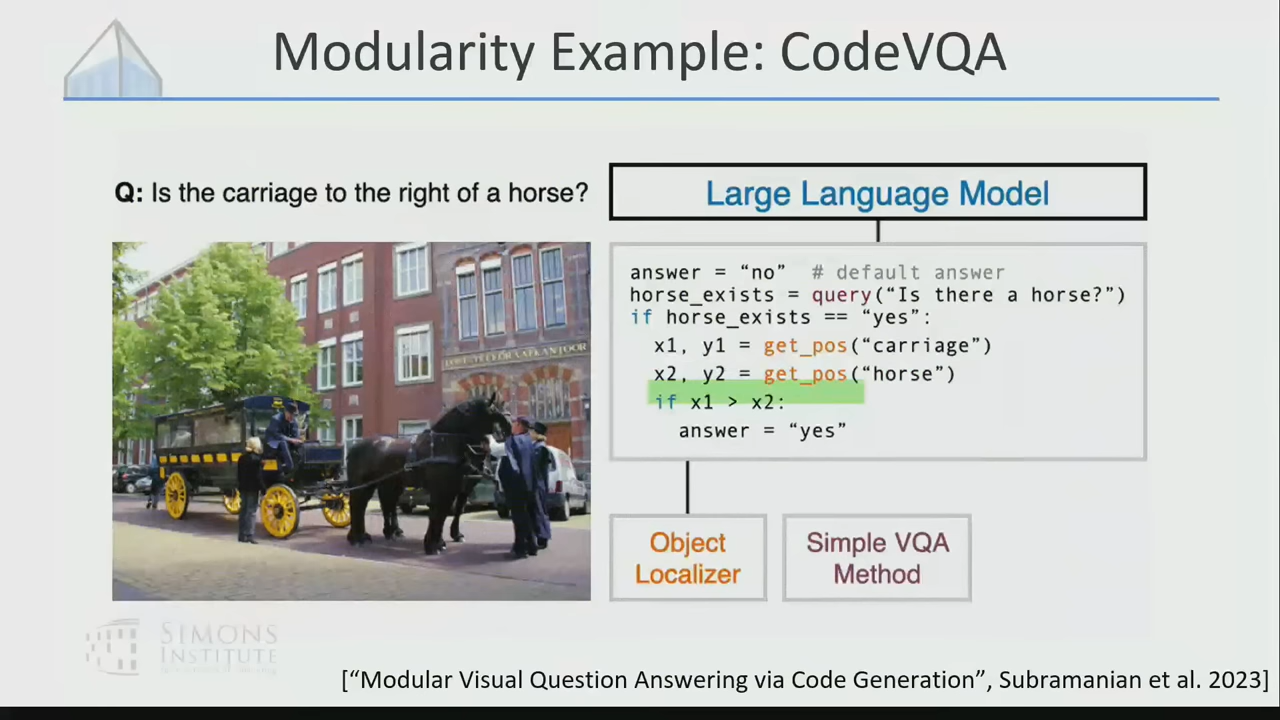 Modularity Example: CodeVQA
Q: Is the carriage to the right of a horse?
Large Language Model
answer = “no”  # default answer
horse_exists = query(“Is there a horse?”)
if horse_exists == “yes”:
  x1, y1 = get_pos(“carriage”)
  x2, y2 = get_pos(“horse”)
  if x1 > x2:
    answer = “yes”
Object
Localizer
Simple VQA
Method
SIMONS
INSTITUTE
[“Modular Visual Question Answering via Code Generation”, Subramanian et al. 2023]